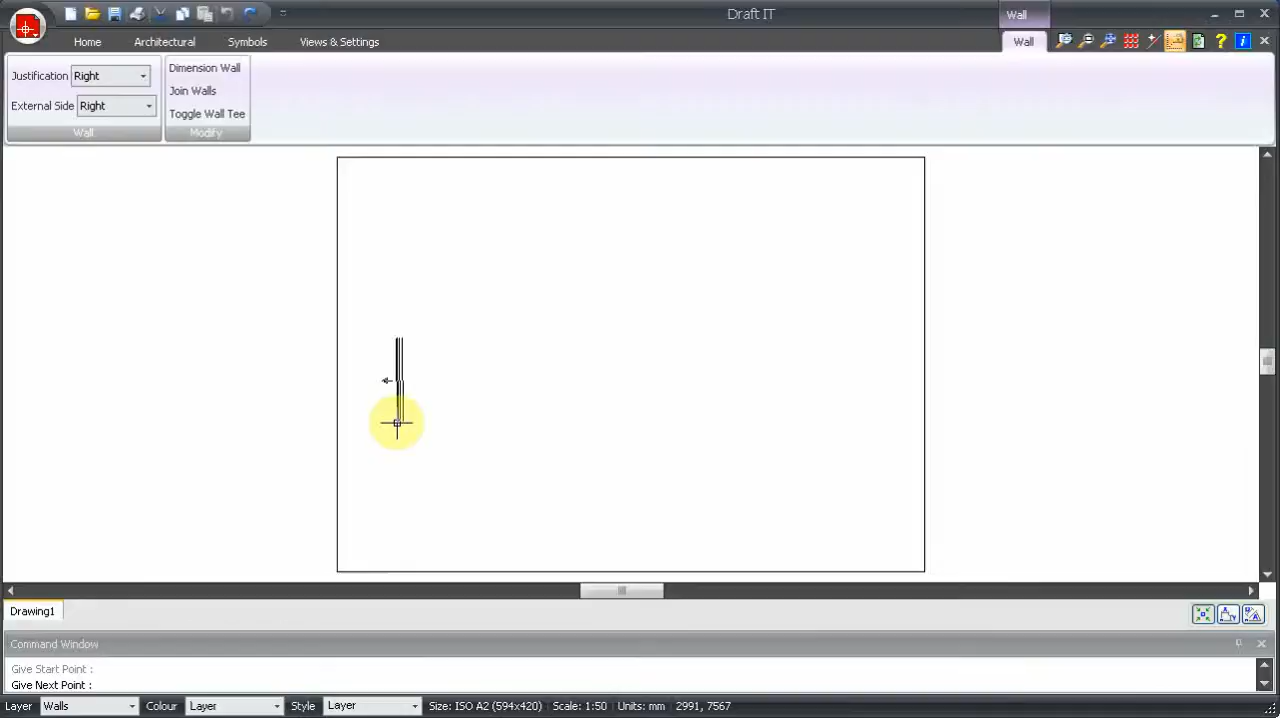 Draft IT
Wall
Home
Architectural
Symbols
Views & Settings
Wall
Justification Right
External Side Right
Wall
Dimension Wall
Join Walls
Toggle Wall Tee
Modify
Drawing1
Command Window
Give Start Point :
Give Next Point :
Layer Walls Colour Layer Style Layer Size: ISO A2 (594x420) Scale: 1:50 Units: mm 2991, 7567